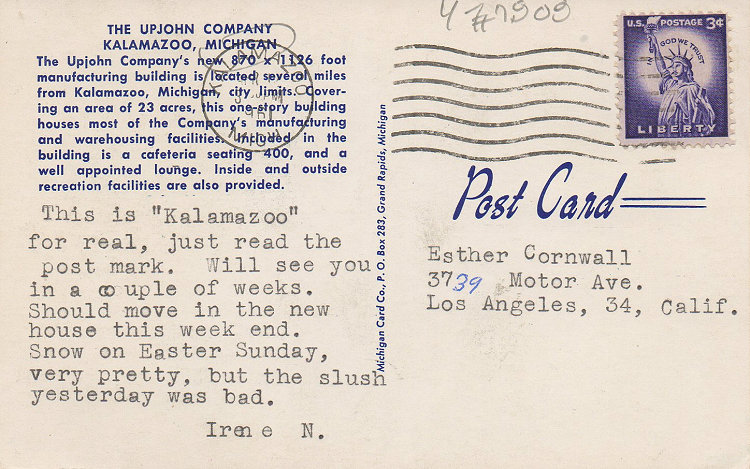 4 #7909
THE UPJOHN COMPANY
KALAMAZOO, MICHIGAN
The Upjohn Company's new 870 x 1126 foot
manufacturing building is located several miles
from Kalamazoo, Michigan, city limits. Cover-
ing an area of 23 acres, this one-story building
houses most of the Company's manufacturing
and warehousing facilities. Included in the
building is a cafeteria seating 400, and a
well appointed lounge. Inside and outside
recreation facilities are also provided.
KALAMAZOO
MICH
This is "Kalamazoo"
for real, just read the
post mark. Will see you
in a couple of weeks.
Should move in the new
house this week end.
Snow on Easter Sunday,
very pretty, but the slush
yesterday was bad.
Irene N.
Michigan Card Co., P. O. Box 283, Grand Rapids, Michigan
U.S. POSTAGE 3¢
IN GOD WE TRUST
LIBERTY
Post Card
Esther Cornwall
3739 Motor Ave.
Los Angeles, 34, Calif.